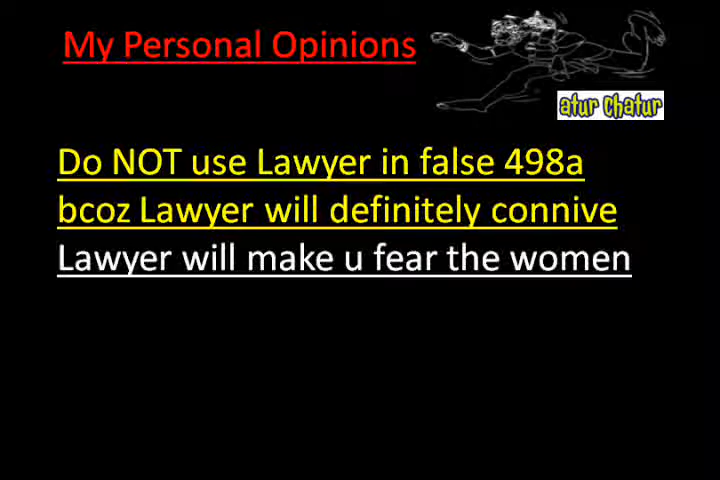 My Personal Opinions
atur chatur
Do NOT use Lawyer in false 498a
bcoz Lawyer will definitely connive
Lawyer will make u fear the women